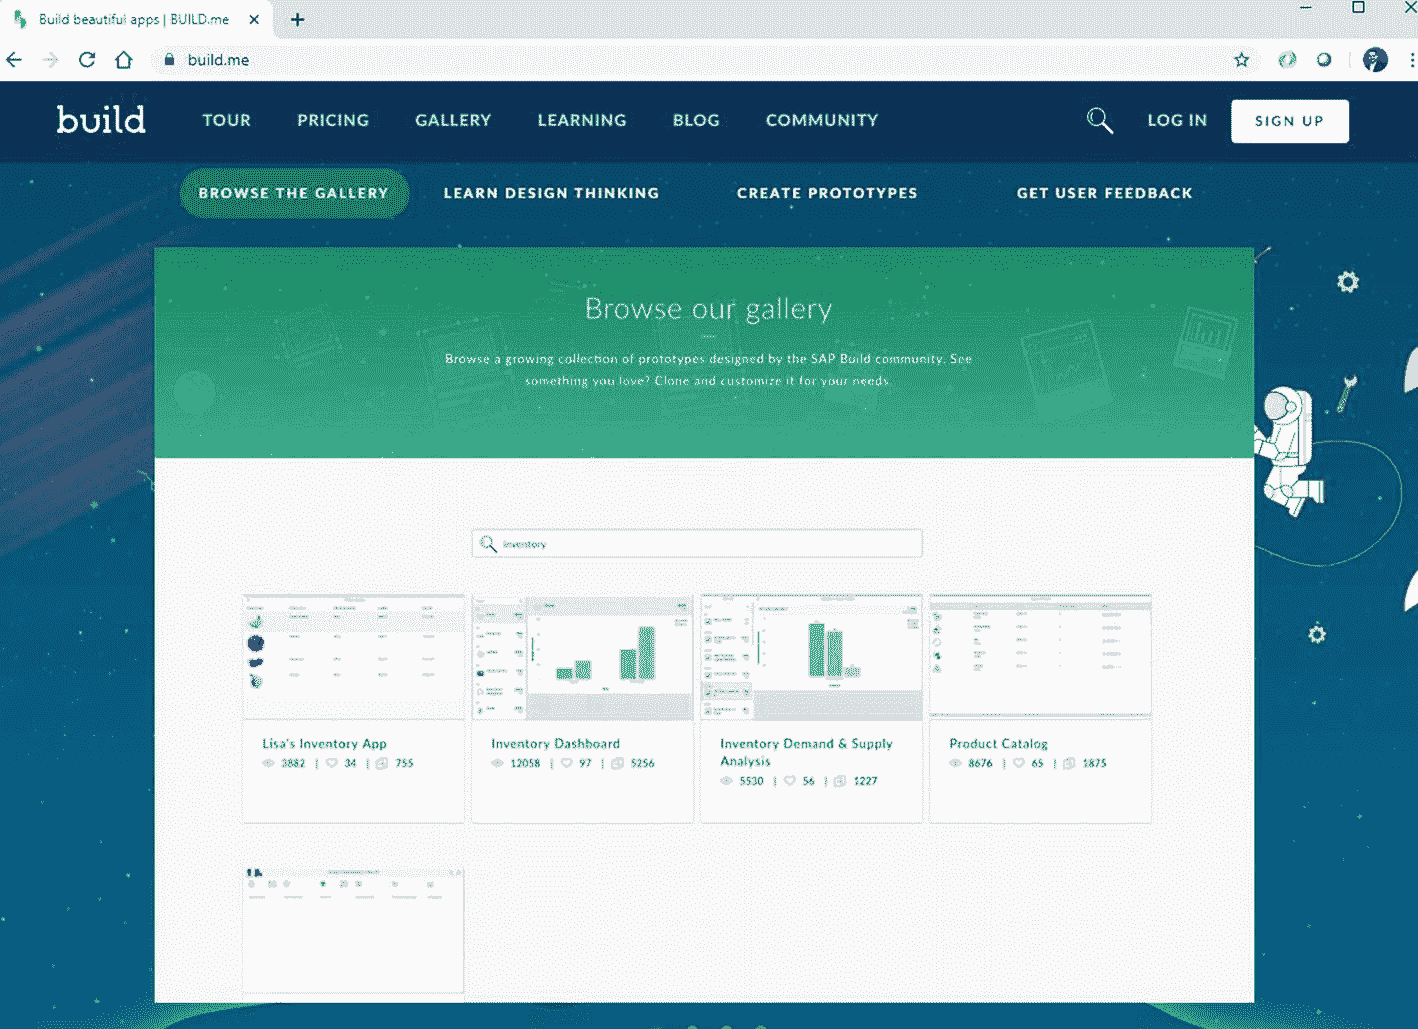 Build beautiful apps | BUILD.me
build.me
build
TOUR
PRICING
GALLERY
LEARNING
BLOG
COMMUNITY
LOG IN
SIGN UP
BROWSE THE GALLERY
LEARN DESIGN THINKING
CREATE PROTOTYPES
GET USER FEEDBACK
Browse our gallery
Browse a growing collection of prototypes designed by the SAP Build community. See
something you love? Clone and customize it for your needs
Inventory
Lisa's Inventory App
3882 | 34 | 755
Inventory Dashboard
12058 | 97 | 5256
Inventory Demand & Supply
Analysis
5530 | 56 | 1227
Product Catalog
8676 | 65 | 1875